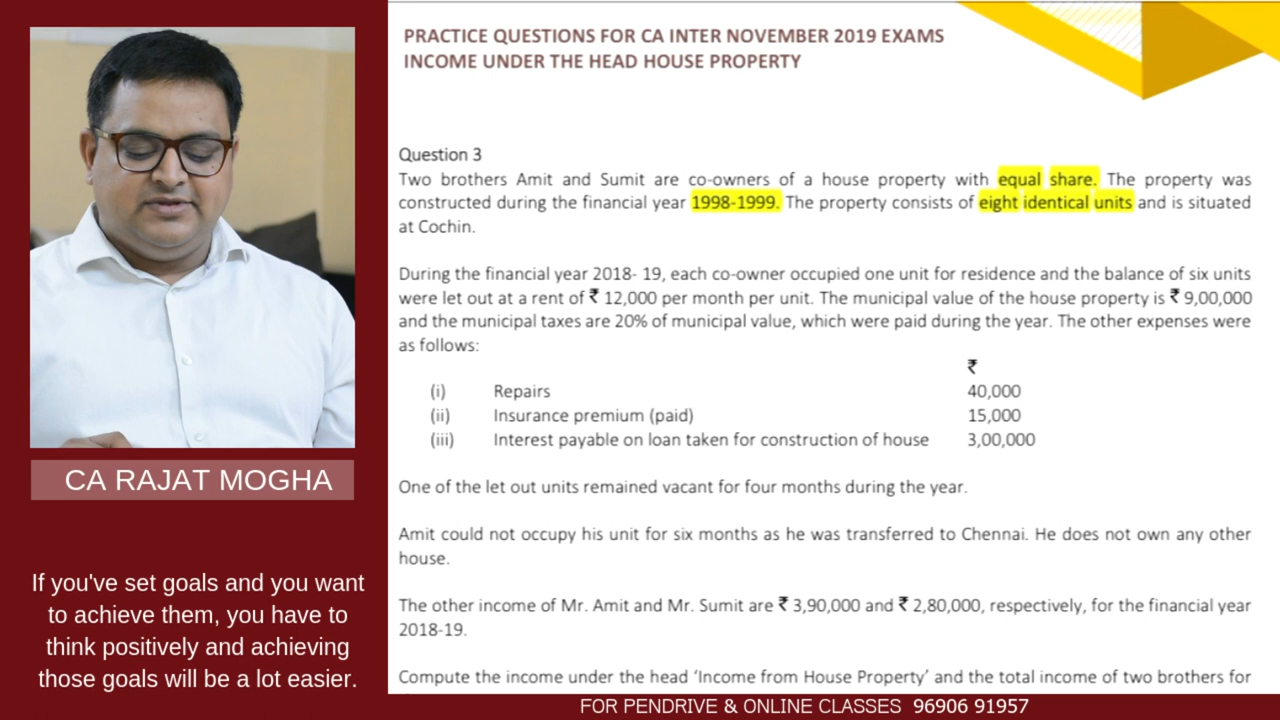 PRACTICE QUESTIONS FOR CA INTER NOVEMBER 2019 EXAMS
INCOME UNDER THE HEAD HOUSE PROPERTY
Question 3
Two brothers Amit and Sumit are co-owners of a house property with equal share. The property was
constructed during the financial year 1998-1999. The property consists of eight identical units and is situated
at Cochin.
During the financial year 2018- 19, each co-owner occupied one unit for residence and the balance of six units
were let out at a rent of ₹ 12,000 per month per unit. The municipal value of the house property is ₹ 9,00,000
and the municipal taxes are 20% of municipal value, which were paid during the year. The other expenses were
as follows:
₹
(i) Repairs 40,000
(ii) Insurance premium (paid) 15,000
(iii) Interest payable on loan taken for construction of house 3,00,000
One of the let out units remained vacant for four months during the year.
Amit could not occupy his unit for six months as he was transferred to Chennai. He does not own any other
house.
The other income of Mr. Amit and Mr. Sumit are ₹ 3,90,000 and ₹ 2,80,000, respectively, for the financial year
2018-19.
Compute the income under the head ‘Income from House Property’ and the total income of two brothers for
CA RAJAT MOGHA
If you've set goals and you want
to achieve them, you have to
think positively and achieving
those goals will be a lot easier.
FOR PENDRIVE & ONLINE CLASSES 96906 91957